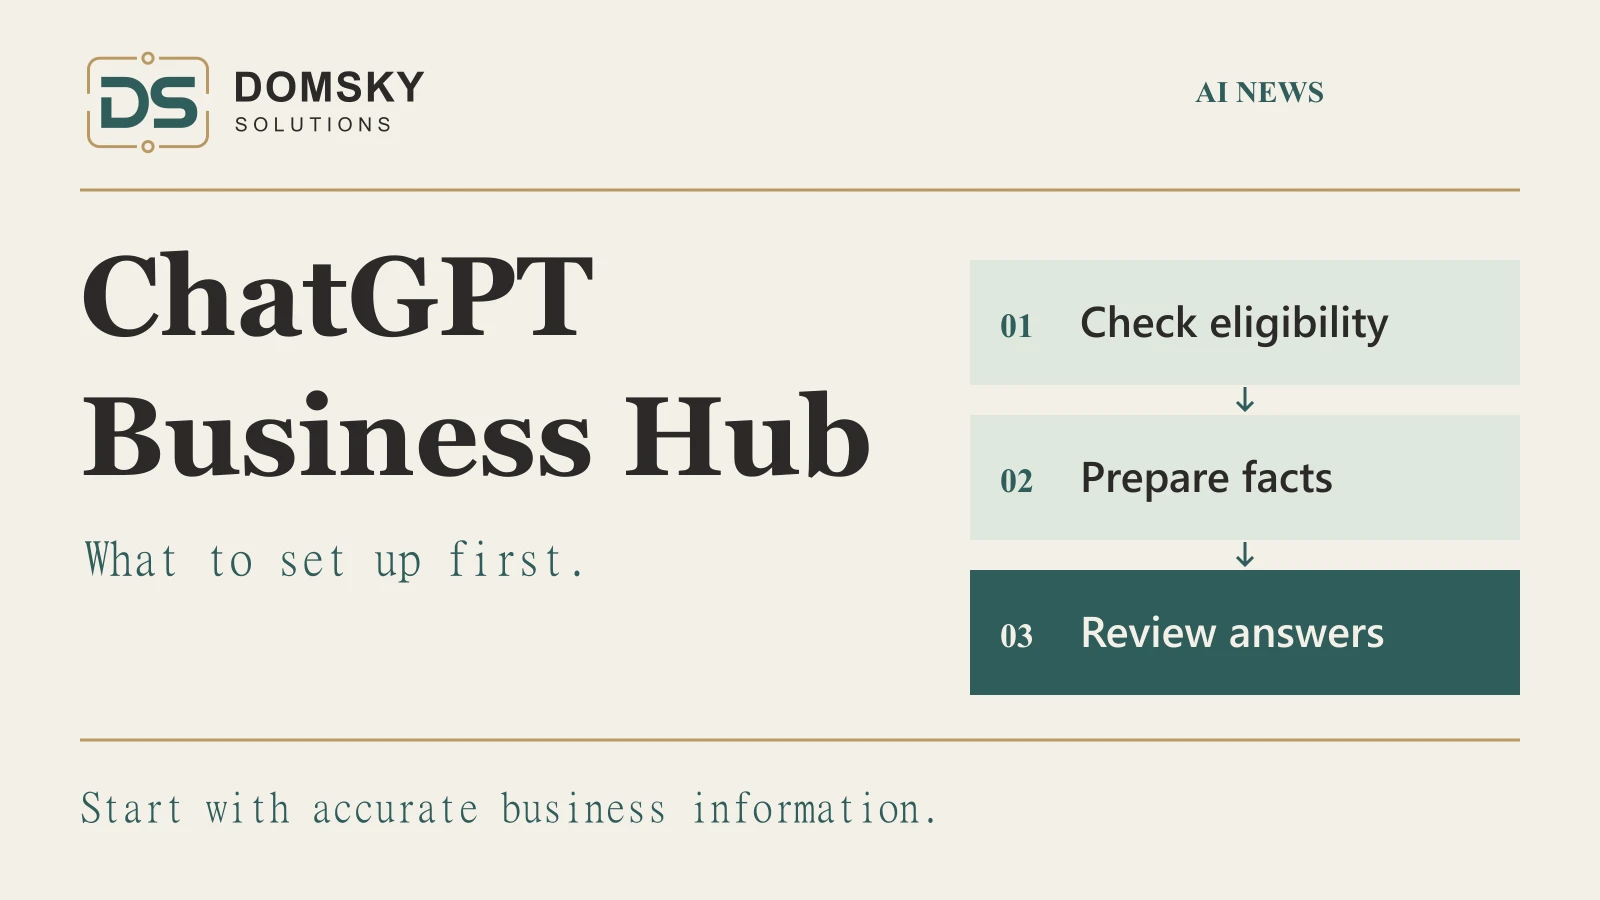 DS
DOMSKY
SOLUTIONS
AI NEWS
ChatGPT
Business Hub
What to set up first.
01 Check eligibility
↓
02 Prepare facts
↓
03 Review answers
Start with accurate business information.